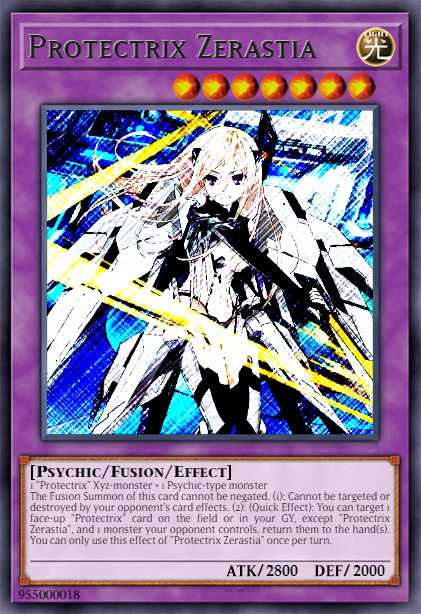 Protectrix Zerastia
LIGHT
光
[Psychic/Fusion/Effect]
1 "Protectrix" Xyz-monster + 1 Psychic-type monster
The Fusion Summon of this card cannot be negated. (1): Cannot be targeted or
destroyed by your opponent's card effects. (2): (Quick Effect): You can target 1
face-up "Protectrix" card on the field or in your GY, except "Protectrix
Zerastia", and 1 monster your opponent controls, return them to the hand(s).
You can only use this effect of "Protectrix Zerastia" once per turn.
ATK/2800 DEF/2000
955000018